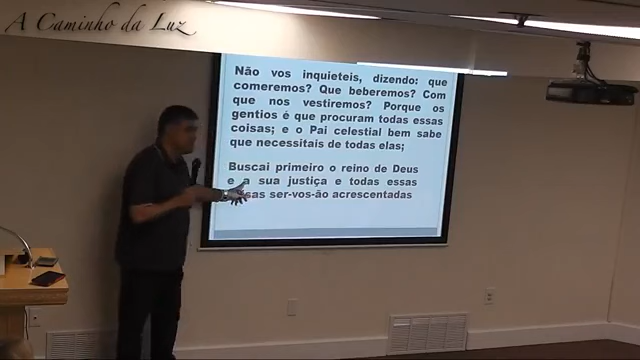 A Caminho da Luz
Não vos inquieteis, dizendo: que
comeremos? Que beberemos? Com
que nos vestiremos? Porque os
gentios é que procuram todas essas
coisas; e o Pai celestial bem sabe
que necessitais de todas elas;
Buscai primeiro o reino de Deus
e a sua justiça e todas essas
ser-vos-ão acrescentadas